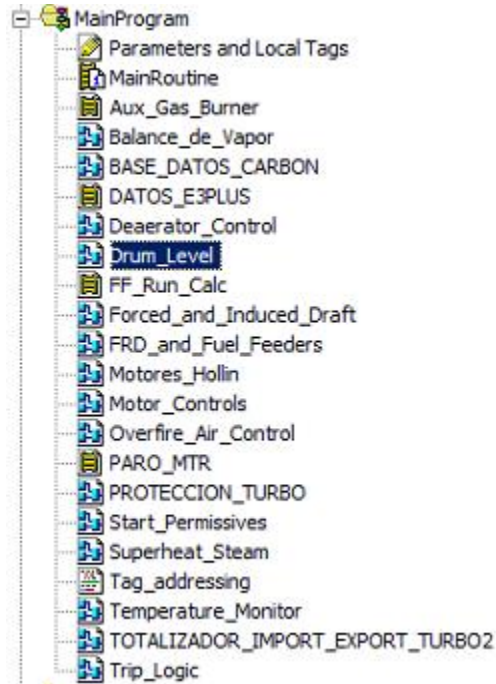 MainProgram
Parameters and Local Tags
MainRoutine
Aux_Gas_Burner
Balance_de_Vapor
BASE_DATOS_CARBON
DATOS_E3PLUS
Deaerator_Control
Drum_Level
FF_Run_Calc
Forced_and_Induced_Draft
FRD_and_Fuel_Feeders
Motores_Hollin
Motor_Controls
Overfire_Air_Control
PARO_MTR
PROTECCION_TURBO
Start_Permissives
Superheat_Steam
Tag_addressing
Temperature_Monitor
TOTALIZADOR_IMPORT_EXPORT_TURBO2
Trip_Logic